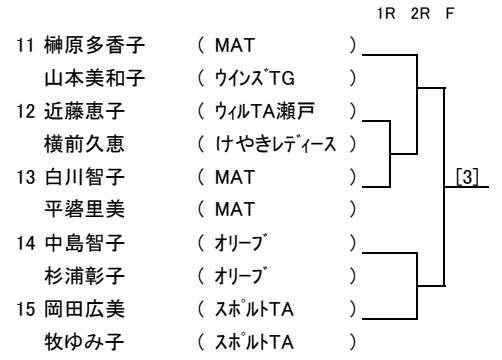 1R 2R F
11 榊原多香子 ( MAT )
山本美和子 ( ウインズTG )
12 近藤恵子 ( ウィルTA瀬戸 )
横前久恵 ( けやきレディース )
13 白川智子 ( MAT )
[3]
平婆里美 ( MAT )
14 中島智子 ( オリーブ )
杉浦彰子 ( オリーブ )
15 岡田広美 ( スポルトTA )
牧ゆみ子 ( スポルトTA )